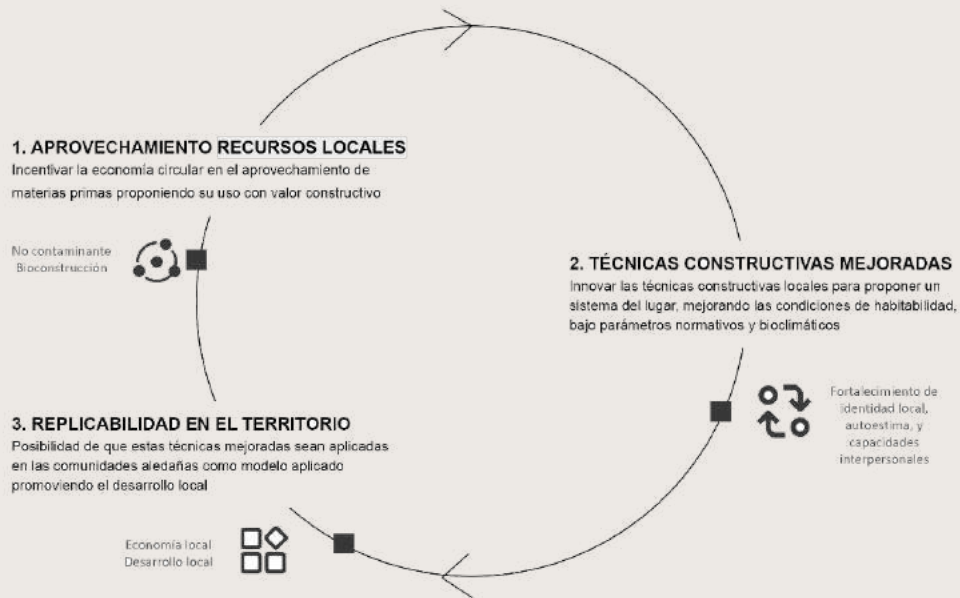 1. APROVECHAMIENTO RECURSOS LOCALES
Incentivar la economía circular en el aprovechamiento de
materias primas proponiendo su uso con valor constructivo
No contaminante
Bioconstrucción
2. TÉCNICAS CONSTRUCTIVAS MEJORADAS
Innovar las técnicas constructivas locales para proponer un
sistema del lugar, mejorando las condiciones de habitabilidad,
bajo parámetros normativos y bioclimáticos
Fortalecimiento de
identidad local,
autoestima, y
capacidades
interpersonales
3. REPLICABILIDAD EN EL TERRITORIO
Posibilidad de que estas técnicas mejoradas sean aplicadas
en las comunidades aledañas como modelo aplicado
promoviendo el desarrollo local
Economía local
Desarrollo local